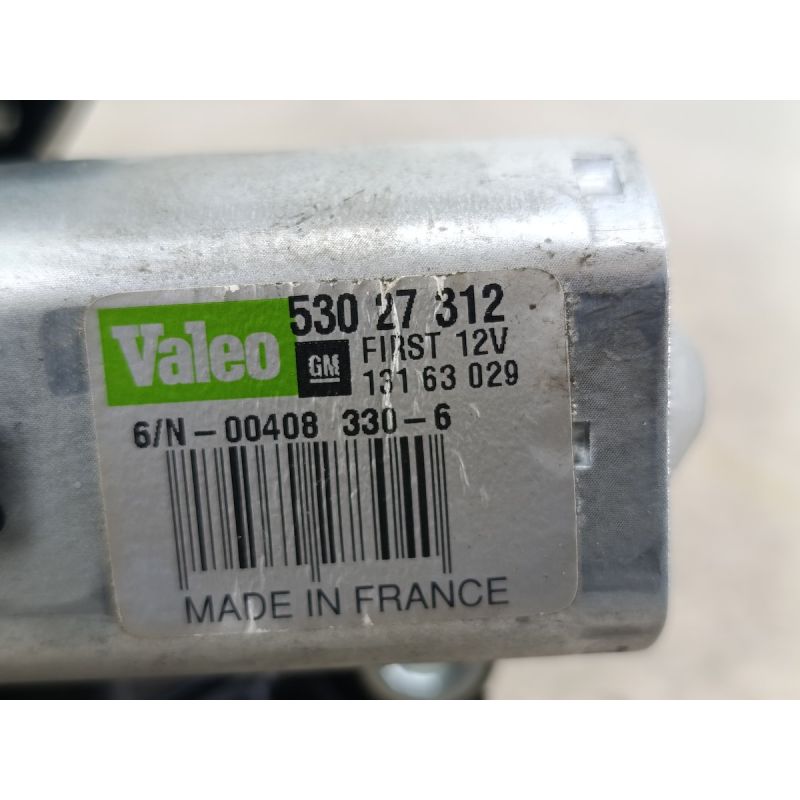 Valeo 530 27 312
GM FIRST 12V
131 63 029
6/N-00408 330-6
MADE IN FRANCE